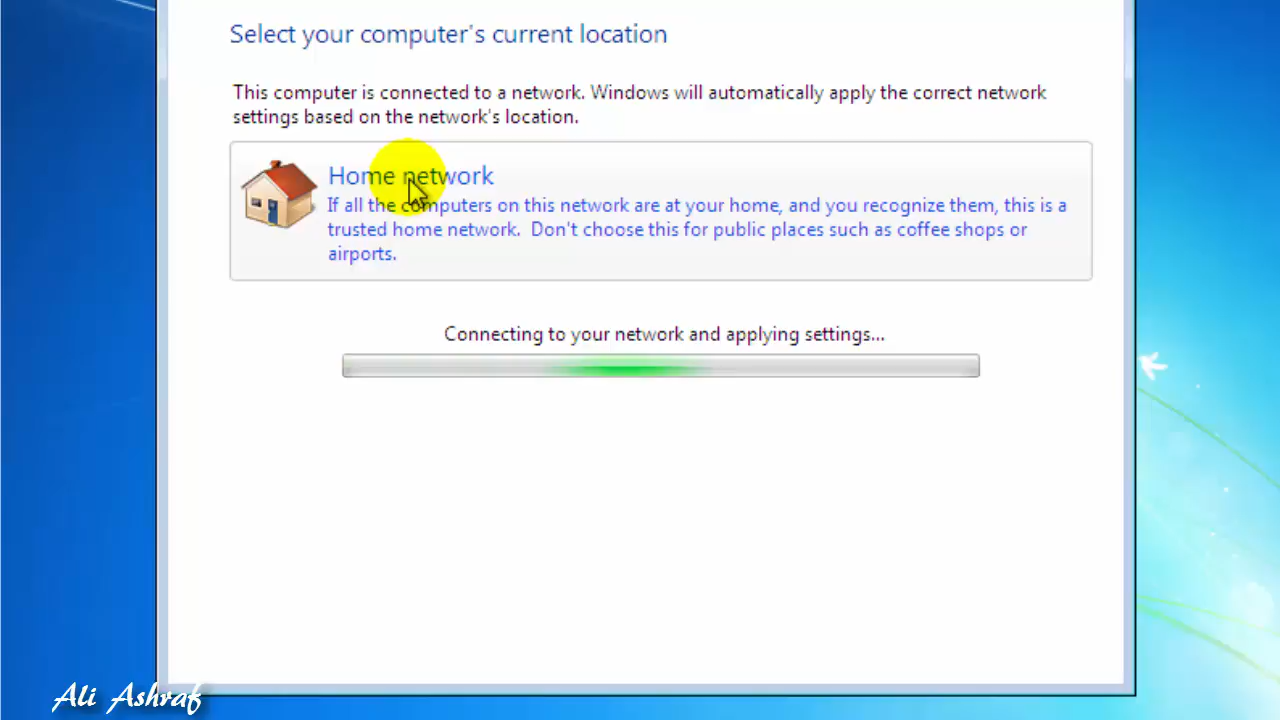 Select your computer's current location
This computer is connected to a network. Windows will automatically apply the correct network
settings based on the network's location.
Home network
If all the computers on this network are at your home, and you recognize them, this is a
trusted home network.  Don't choose this for public places such as coffee shops or
airports.
Connecting to your network and applying settings...
Ali Ashraf